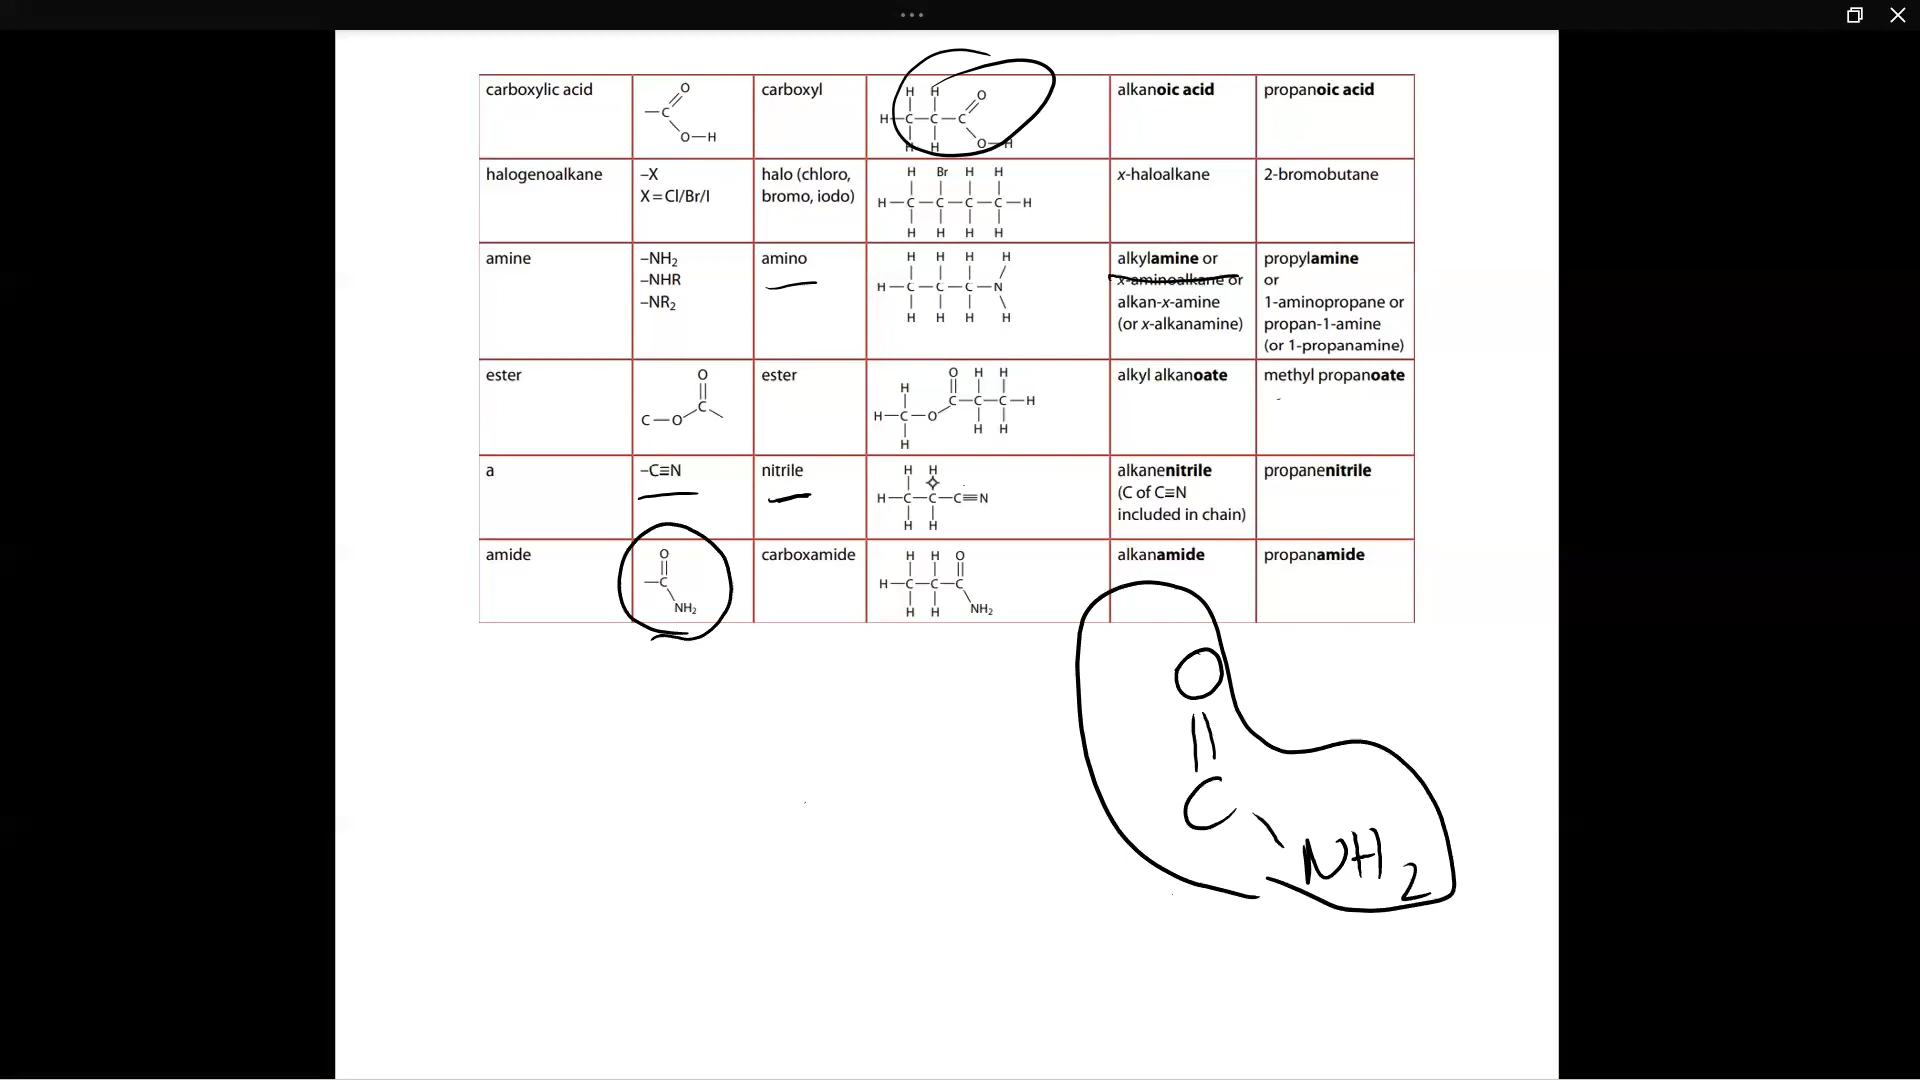 carboxylic acid
O
–C
O–H
carboxyl
H H O
H–C–C–C
H H O–H
alkanoic acid
propanoic acid
halogenoalkane
–X
X = Cl/Br/I
halo (chloro,
bromo, iodo)
H Br H H
H–C–C–C–C–H
H H H H
x-haloalkane
2-bromobutane
amine
–NH₂
–NHR
–NR₂
amino
H H H H
H–C–C–C–N
H H H H
alkylamine or
x-aminoalkane or
alkan-x-amine
(or x-alkanamine)
propylamine
or
1-aminopropane or
propan-1-amine
(or 1-propanamine)
ester
O
C–O C
ester
O H H
H C–C–C–H
H–C–O H H
H
alkyl alkanoate
methyl propanoate
a
–C≡N
nitrile
H H
H–C–C–C≡N
H H
alkanenitrile
(C of C≡N
included in chain)
propanenitrile
amide
O
–C
NH₂
carboxamide
H H O
H–C–C–C
H H NH₂
alkanamide
propanamide
O
C
NH₂